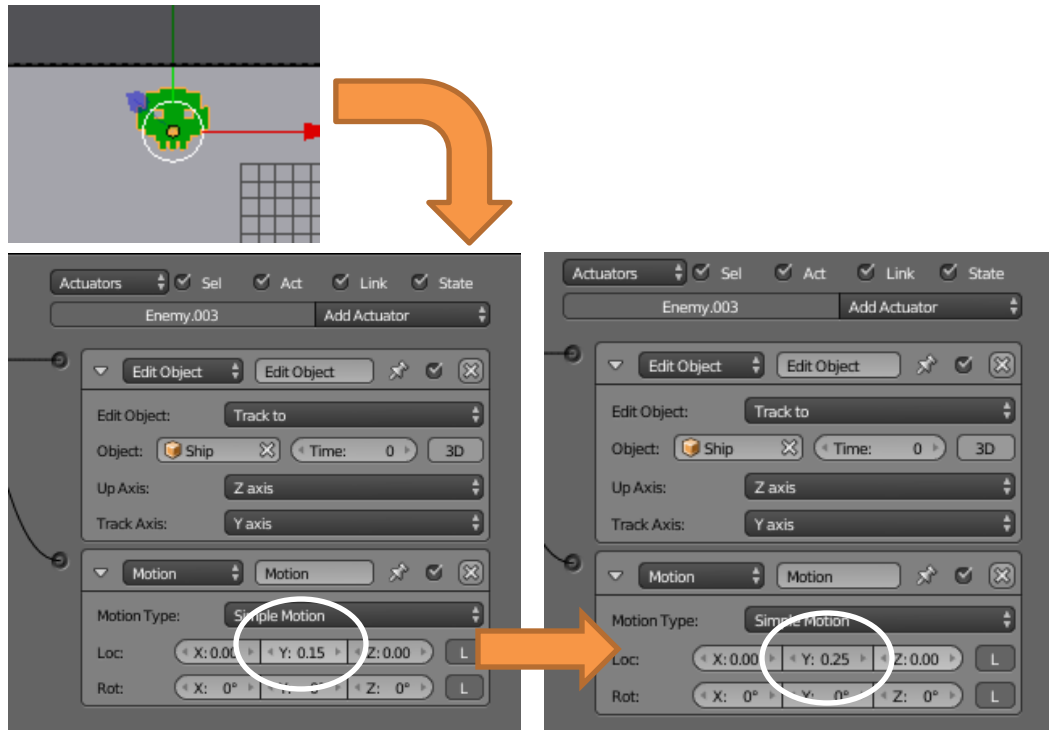 Actuators Sel Act Link State
Enemy.003 Add Actuator
Edit Object Edit Object
Edit Object: Track to
Object: Ship Time: 0 3D
Up Axis: Z axis
Track Axis: Y axis
Motion Motion
Motion Type: Simple Motion
Loc: X: 0.00 Y: 0.15 Z: 0.00 L
Rot: X: 0° Y: 0° Z: 0° L
Actuators Sel Act Link State
Enemy.003 Add Actuator
Edit Object Edit Object
Edit Object: Track to
Object: Ship Time: 0 3D
Up Axis: Z axis
Track Axis: Y axis
Motion Motion
Motion Type: Simple Motion
Loc: X: 0.00 Y: 0.25 Z: 0.00 L
Rot: X: 0° Y: 0° Z: 0° L